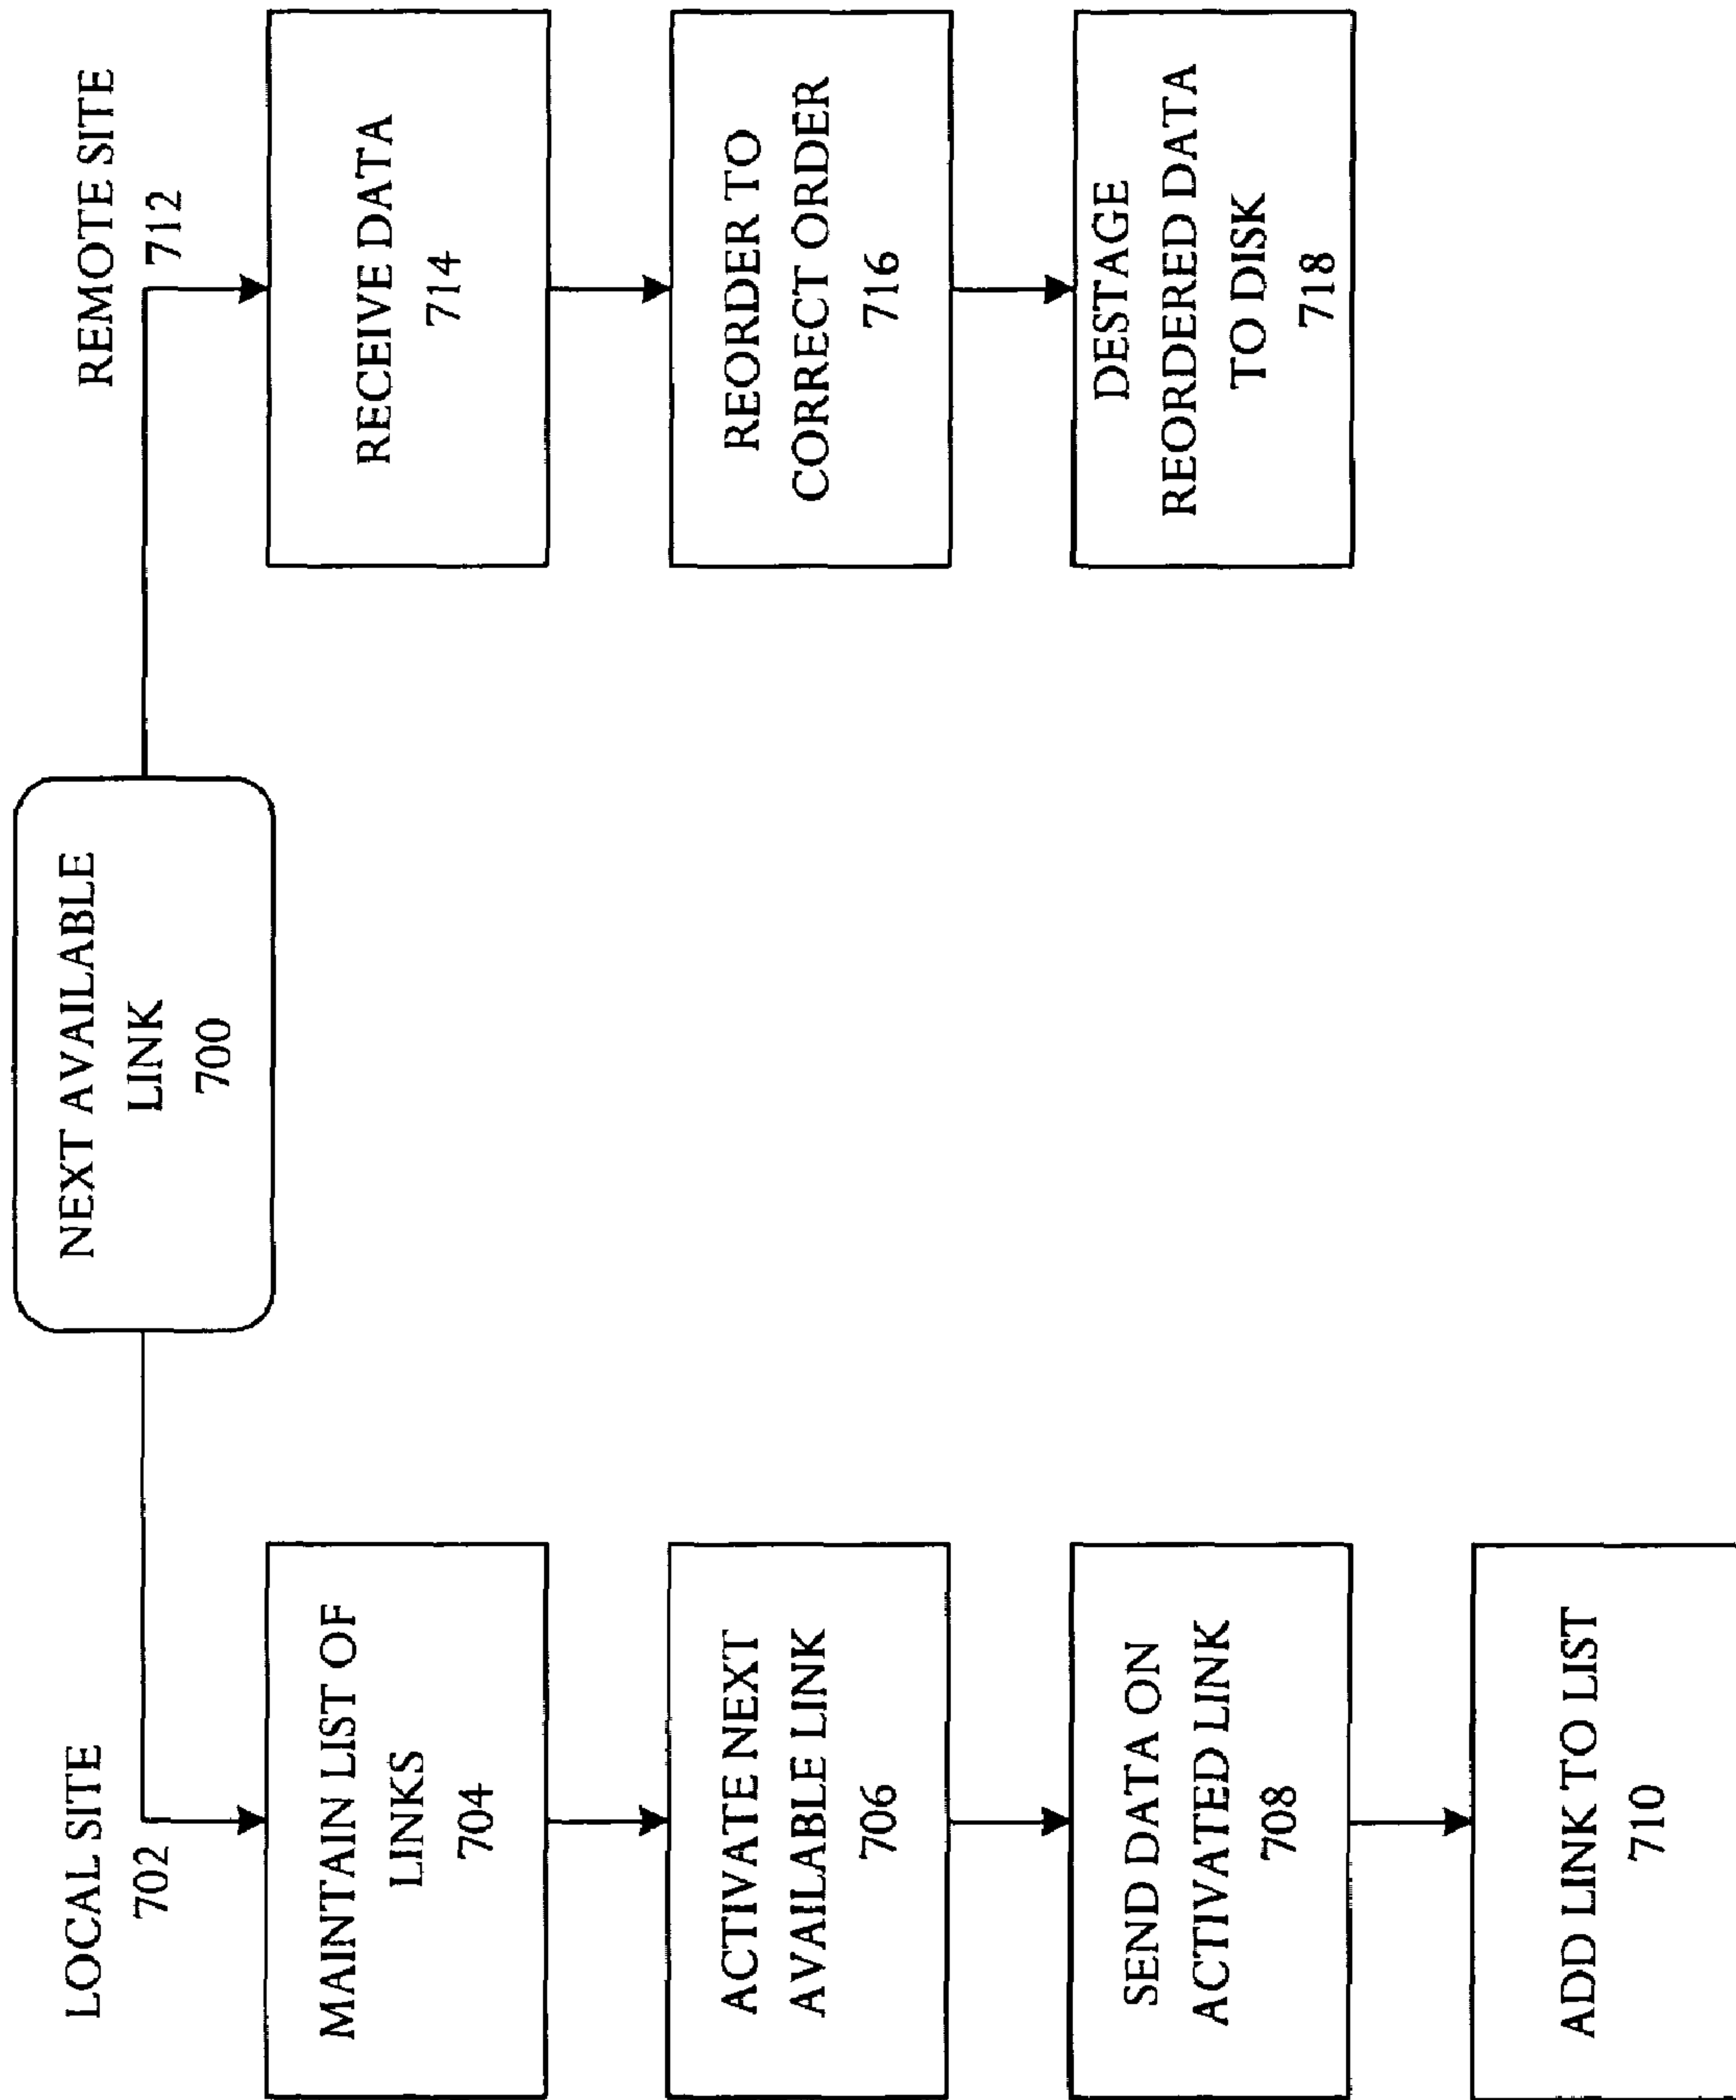 NEXT AVAILABLE
LINK
700
LOCAL SITE
702
MAINTAIN LIST OF
LINKS
704
ACTIVATE NEXT
AVAILABLE LINK
706
SEND DATA ON
ACTIVATED LINK
708
ADD LINK TO LIST
710
REMOTE SITE
712
RECEIVE DATA
714
REORDER TO
CORRECT ORDER
716
DESTAGE
REORDERED DATA
TO DISK
718